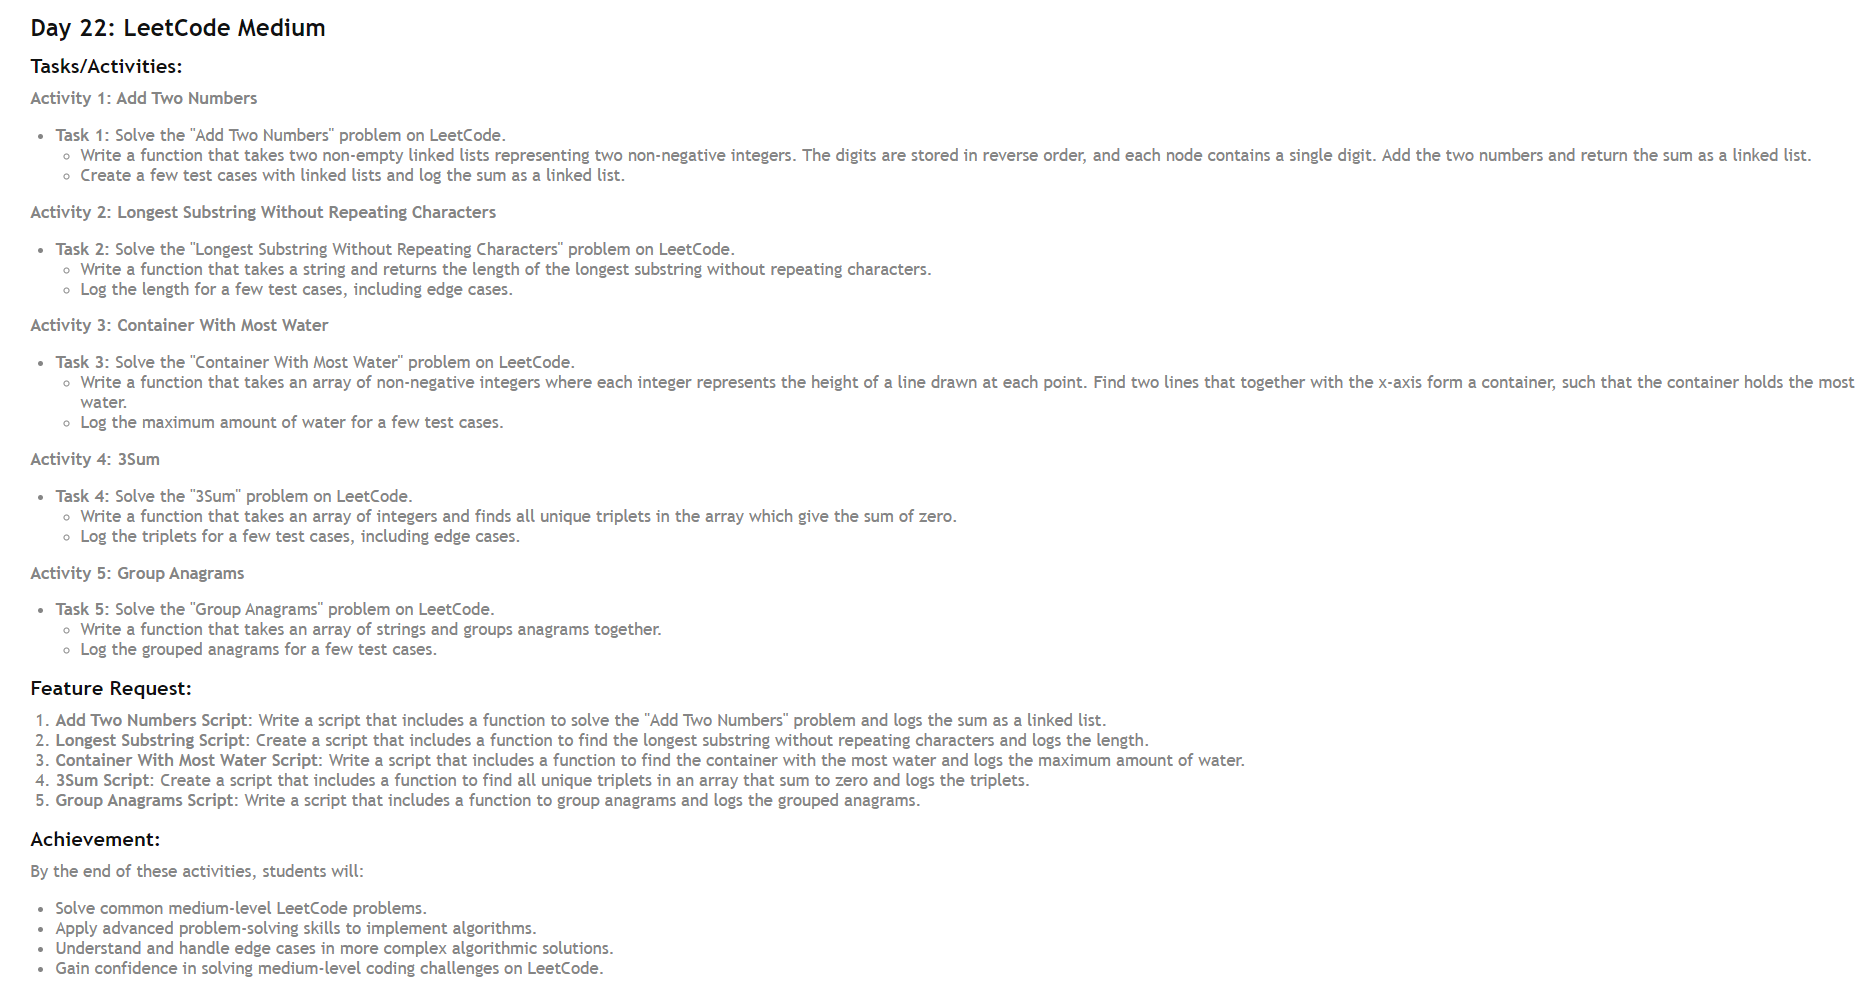 Day 22: LeetCode Medium
Tasks/Activities:
Activity 1: Add Two Numbers
• Task 1: Solve the "Add Two Numbers" problem on LeetCode.
◦ Write a function that takes two non-empty linked lists representing two non-negative integers. The digits are stored in reverse order, and each node contains a single digit. Add the two numbers and return the sum as a linked list.
◦ Create a few test cases with linked lists and log the sum as a linked list.
Activity 2: Longest Substring Without Repeating Characters
• Task 2: Solve the "Longest Substring Without Repeating Characters" problem on LeetCode.
◦ Write a function that takes a string and returns the length of the longest substring without repeating characters.
◦ Log the length for a few test cases, including edge cases.
Activity 3: Container With Most Water
• Task 3: Solve the "Container With Most Water" problem on LeetCode.
◦ Write a function that takes an array of non-negative integers where each integer represents the height of a line drawn at each point. Find two lines that together with the x-axis form a container, such that the container holds the most
water.
◦ Log the maximum amount of water for a few test cases.
Activity 4: 3Sum
• Task 4: Solve the "3Sum" problem on LeetCode.
◦ Write a function that takes an array of integers and finds all unique triplets in the array which give the sum of zero.
◦ Log the triplets for a few test cases, including edge cases.
Activity 5: Group Anagrams
• Task 5: Solve the "Group Anagrams" problem on LeetCode.
◦ Write a function that takes an array of strings and groups anagrams together.
◦ Log the grouped anagrams for a few test cases.
Feature Request:
1. Add Two Numbers Script: Write a script that includes a function to solve the "Add Two Numbers" problem and logs the sum as a linked list.
2. Longest Substring Script: Create a script that includes a function to find the longest substring without repeating characters and logs the length.
3. Container With Most Water Script: Write a script that includes a function to find the container with the most water and logs the maximum amount of water.
4. 3Sum Script: Create a script that includes a function to find all unique triplets in an array that sum to zero and logs the triplets.
5. Group Anagrams Script: Write a script that includes a function to group anagrams and logs the grouped anagrams.
Achievement:
By the end of these activities, students will:
• Solve common medium-level LeetCode problems.
• Apply advanced problem-solving skills to implement algorithms.
• Understand and handle edge cases in more complex algorithmic solutions.
• Gain confidence in solving medium-level coding challenges on LeetCode.